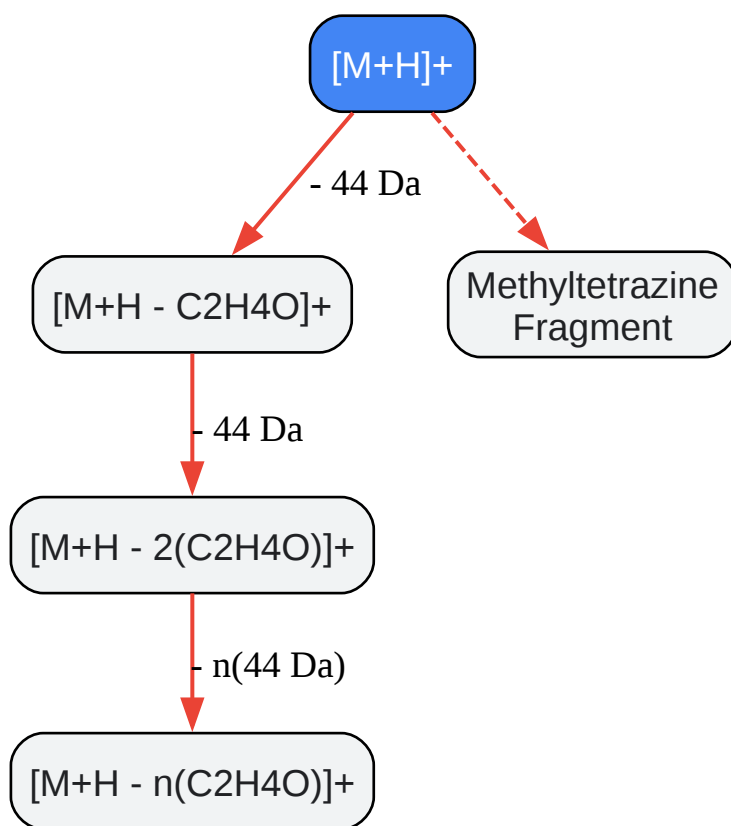 [M+H]+
- 44 Da
[M+H - C2H4O]+
Methyltetrazine
Fragment
- 44 Da
[M+H - 2(C2H4O)]+
- n(44 Da)
[M+H - n(C2H4O)]+